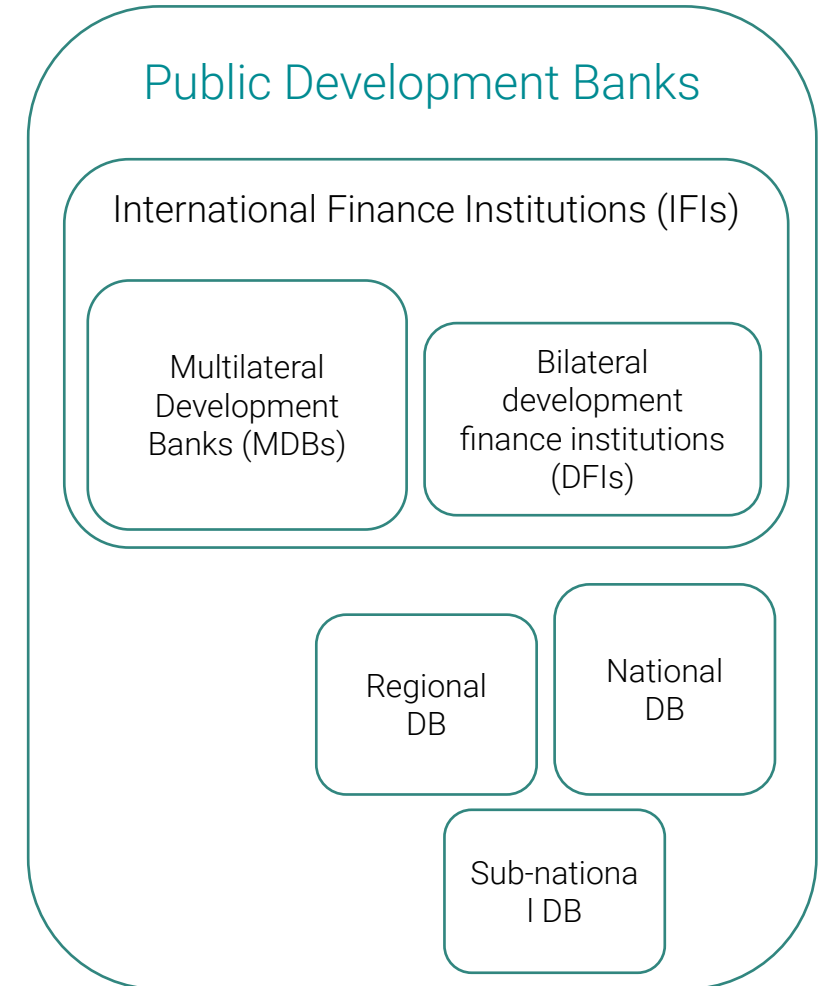 Public Development Banks
International Finance Institutions (IFIs)
Multilateral
Development
Banks (MDBs)
Bilateral
development
finance institutions
(DFIs)
Regional
DB
National
DB
Sub-nationa
l DB